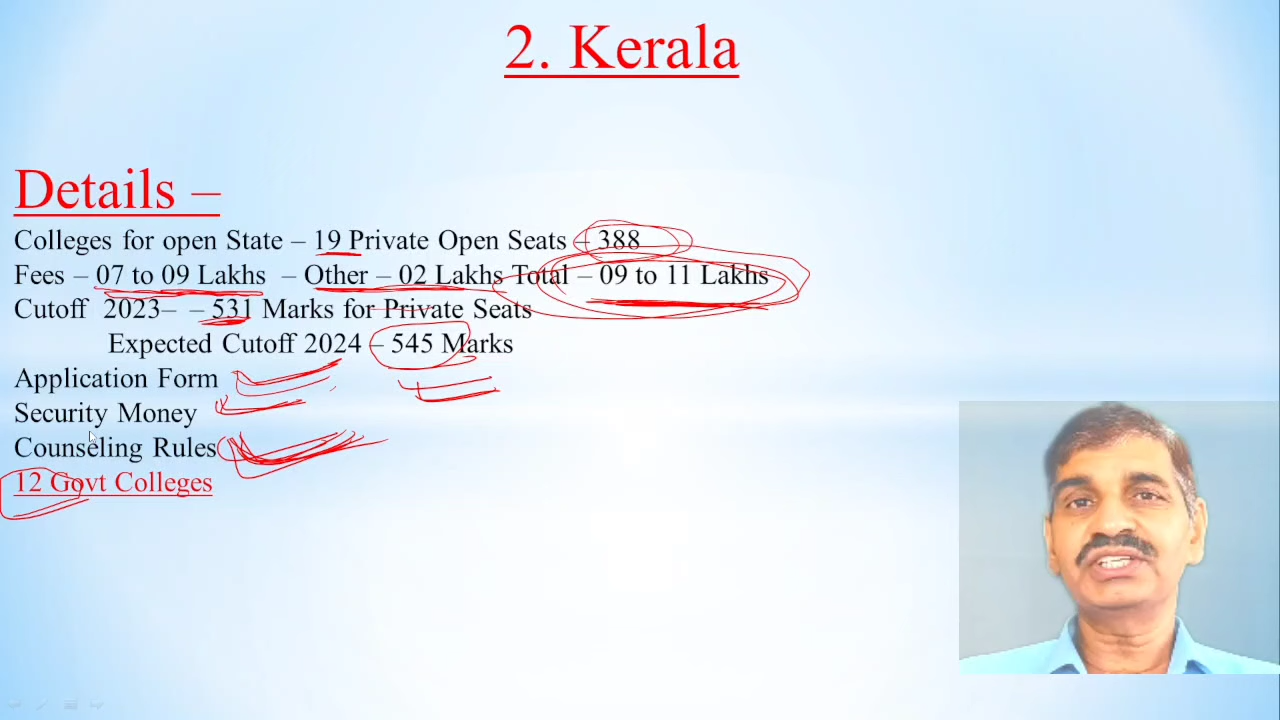 2. Kerala
Details –
Colleges for open State – 19 Private Open Seats – 388
Fees – 07 to 09 Lakhs – Other – 02 Lakhs Total – 09 to 11 Lakhs
Cutoff 2023– – 531 Marks for Private Seats
Expected Cutoff 2024 – 545 Marks
Application Form
Security Money
Counseling Rules
12 Govt Colleges